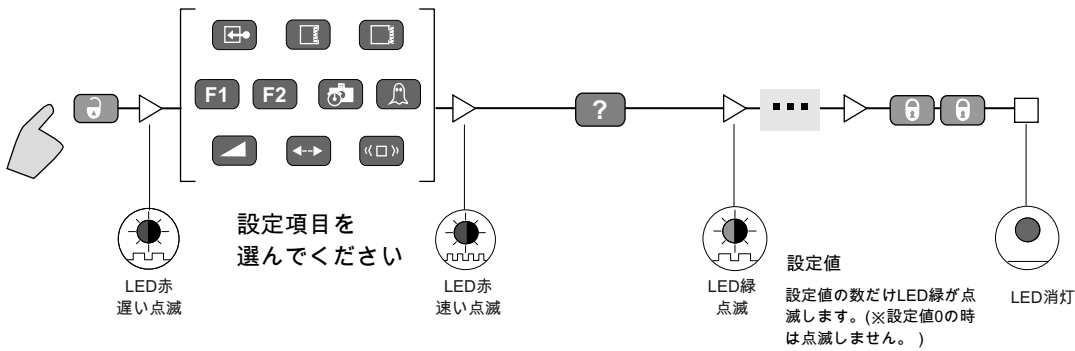 F1
F2
?
設定項目を
選んでください
LED赤
遅い点滅
LED赤
速い点滅
LED緑
点滅
設定値
設定値の数だけLED緑が点
滅します。(※設定値0の時
は点滅しません。 )
LED消灯